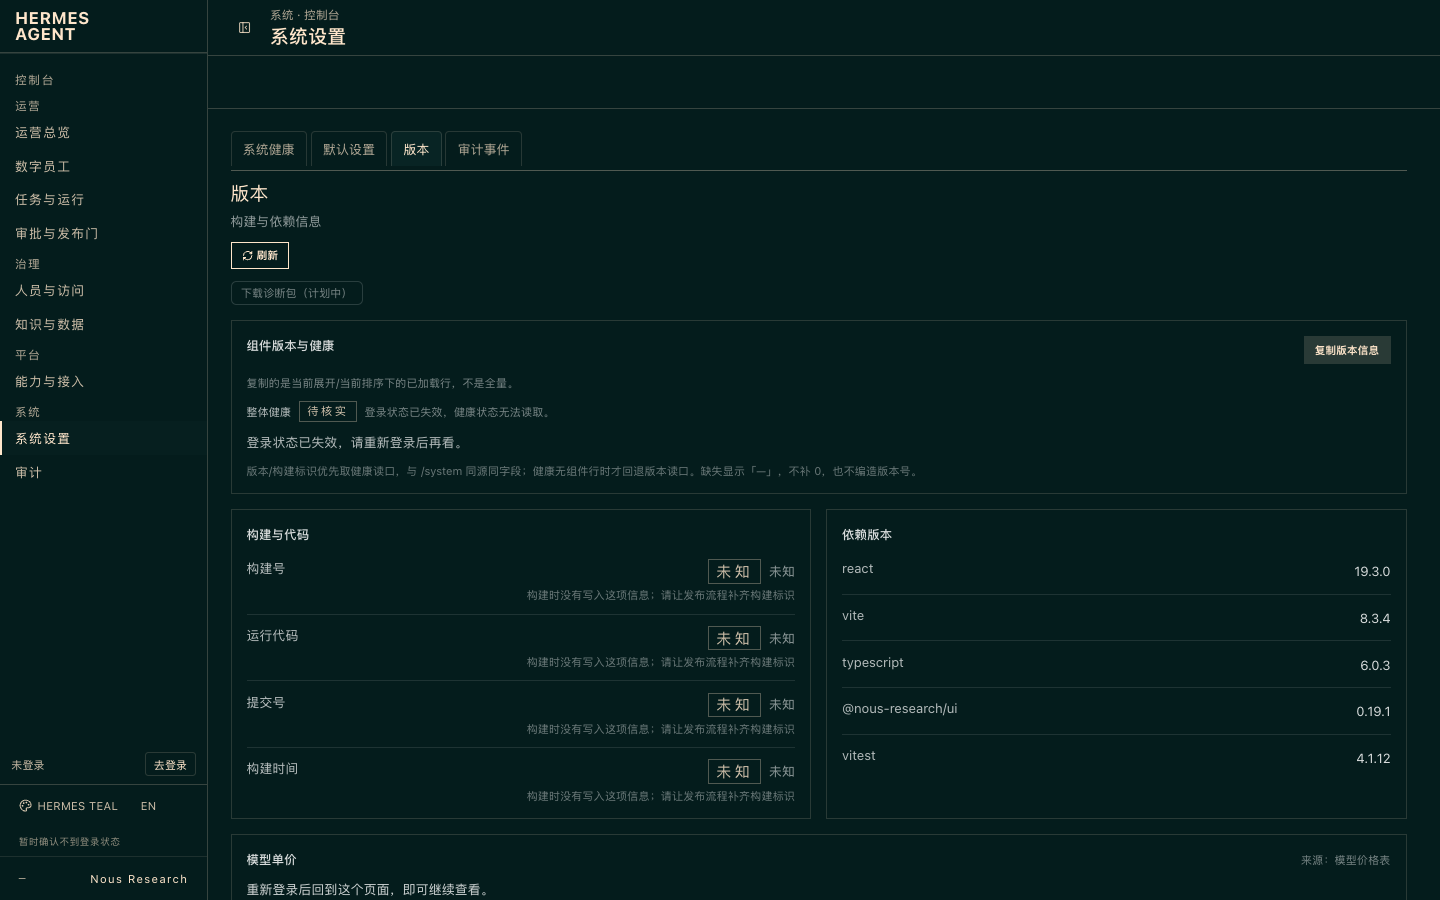 HERMES
AGENT
控制台
运营
运营总览
数字员工
任务与运行
审批与发布门
治理
人员与访问
知识与数据
平台
能力与接入
系统
系统设置
审计
未登录
去登录
HERMES TEAL EN
暂时确认不到登录状态
— Nous Research
系统 · 控制台
系统设置
系统健康 默认设置 版本 审计事件
版本
构建与依赖信息
刷新
下载诊断包（计划中）
组件版本与健康
复制版本信息
复制的是当前展开/当前排序下的已加载行，不是全量。
整体健康 待核实 登录状态已失效，健康状态无法读取。
登录状态已失效，请重新登录后再看。
版本/构建标识优先取健康读口，与 /system 同源同字段；健康无组件行时才回退版本读口。缺失显示「—」，不补 0，也不编造版本号。
构建与代码
构建号 未知 未知
构建时没有写入这项信息；请让发布流程补齐构建标识
运行代码 未知 未知
构建时没有写入这项信息；请让发布流程补齐构建标识
提交号 未知 未知
构建时没有写入这项信息；请让发布流程补齐构建标识
构建时间 未知 未知
构建时没有写入这项信息；请让发布流程补齐构建标识
依赖版本
react 19.3.0
vite 8.3.4
typescript 6.0.3
@nous-research/ui 0.19.1
vitest 4.1.12
模型单价
来源：模型价格表
重新登录后回到这个页面，即可继续查看。